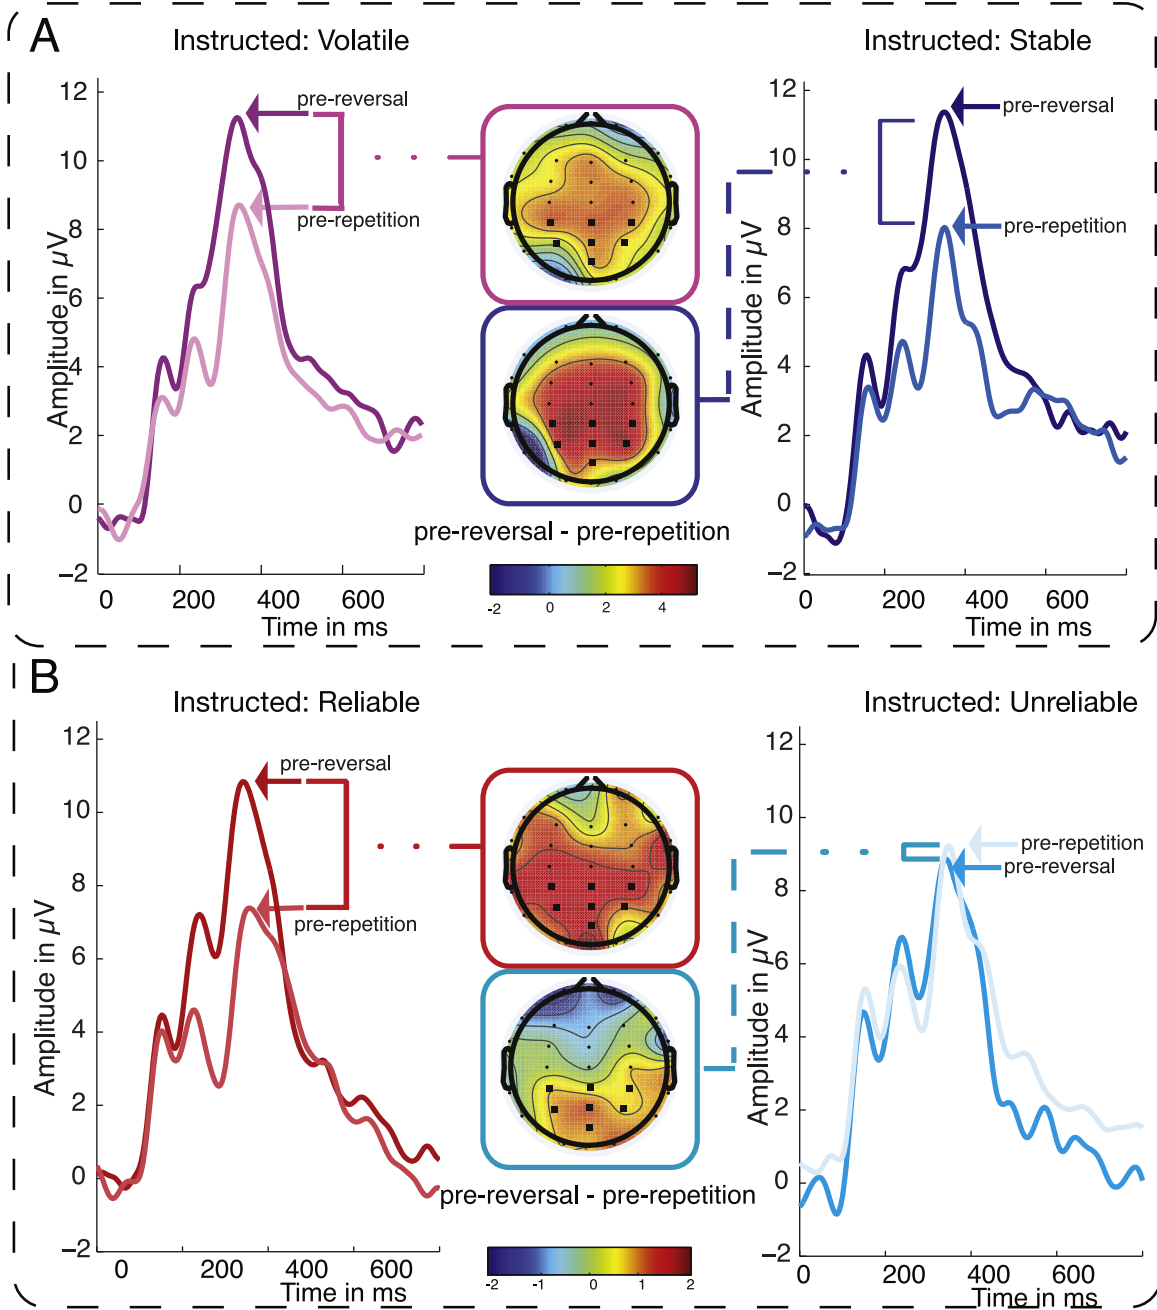 A
Instructed: Volatile
Instructed: Stable
12
10
8
6
4
2
0
−2
Amplitude in µV
pre-reversal
pre-repetition
0 200 400 600
Time in ms
pre-reversal - pre-repetition
-2 0 2 4
12
10
8
6
4
2
0
−2
Amplitude in µV
pre-reversal
pre-repetition
0 200 400 600
Time in ms
B
Instructed: Reliable
Instructed: Unreliable
12
10
8
6
4
2
0
−2
Amplitude in µV
pre-reversal
pre-repetition
0 200 400 600
Time in ms
pre-reversal - pre-repetition
-2 -1 0 1 2
12
10
8
6
4
2
0
−2
Amplitude in µV
pre-repetition
pre-reversal
0 200 400 600
Time in ms